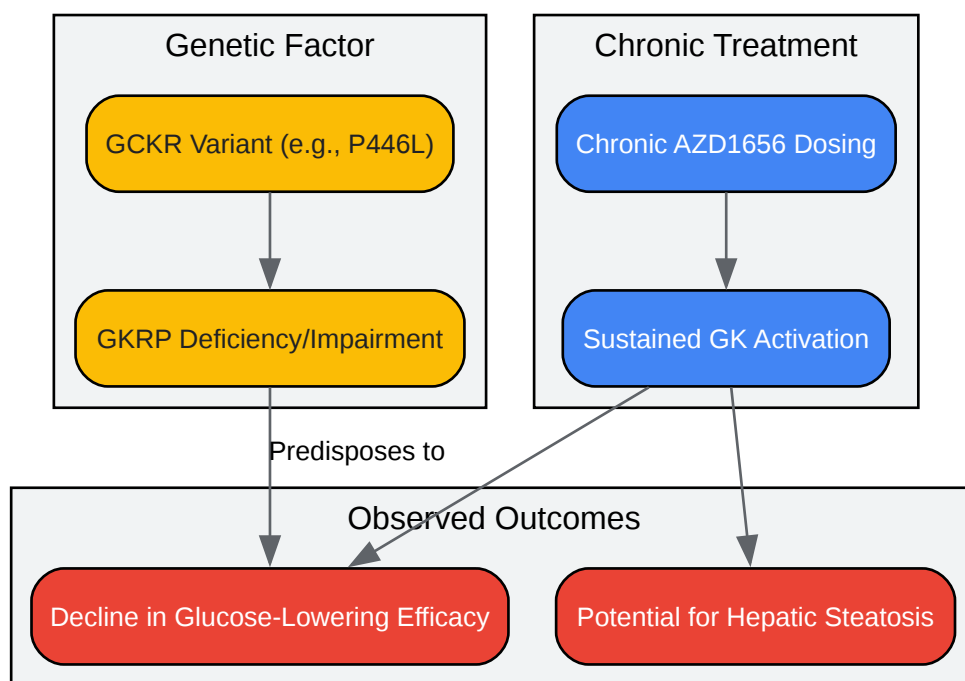 Genetic Factor
Chronic Treatment
GCKR Variant (e.g., P446L)
Chronic AZD1656 Dosing
GKRP Deficiency/Impairment
Sustained GK Activation
Predisposes to
Observed Outcomes
Decline in Glucose-Lowering Efficacy
Potential for Hepatic Steatosis